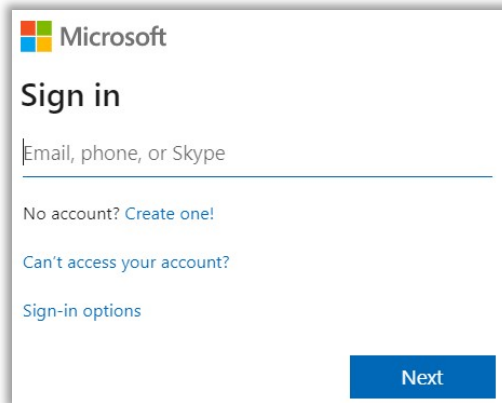 Microsoft
Sign in
Email, phone, or Skype
No account? Create one!
Can't access your account?
Sign-in options
Next